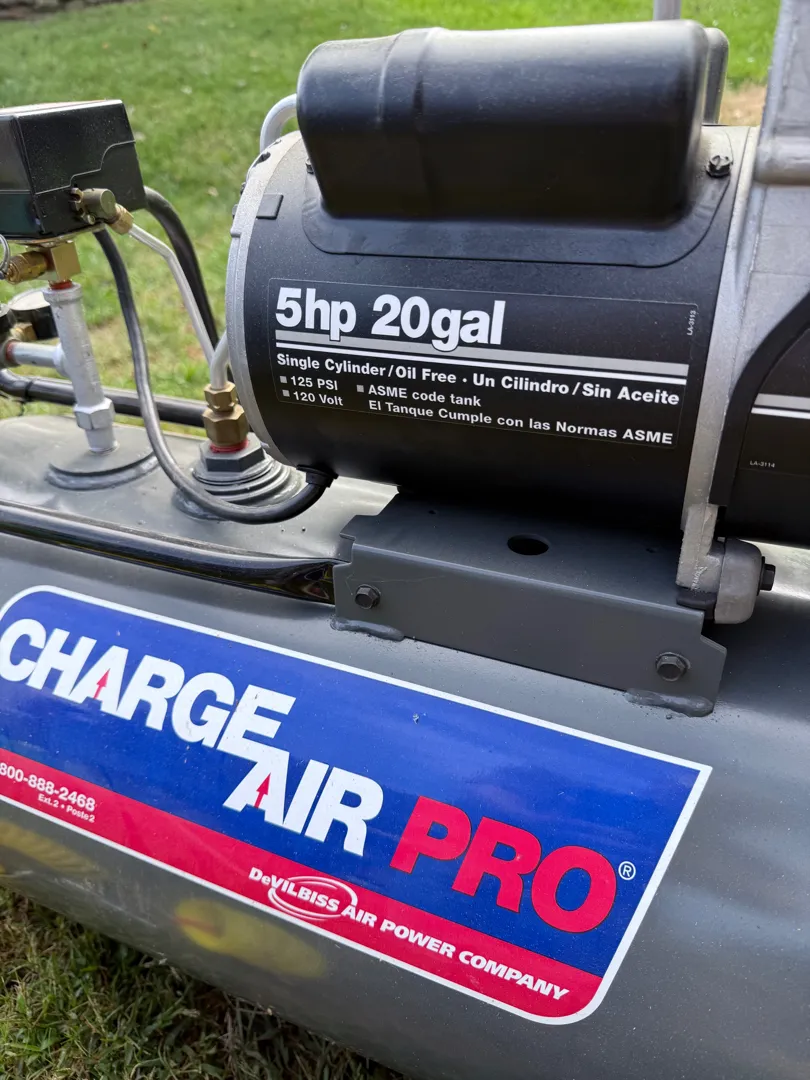 5hp 20gal
LA-3113
Single Cylinder/Oil Free · Un Cilindro/Sin Aceite
▪ 125 PSI ▪ ASME code tank
▪ 120 Volt El Tanque Cumple con las Normas ASME
LA-3114
CHARGE
AIR PRO®
800-888-2468
Ext.2 • Poste2
DeVILBISS AIR POWER COMPANY